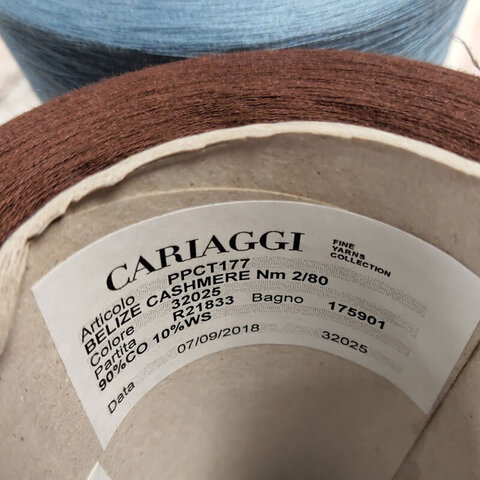 CARIAGGI
FINE
YARNS
COLLECTION
Articolo PPCT177
BELIZE CASHMERE Nm 2/80
Colore 32025
Partita R21833 Bagno 175901
90%CO 10%WS
Data 07/09/2018 32025